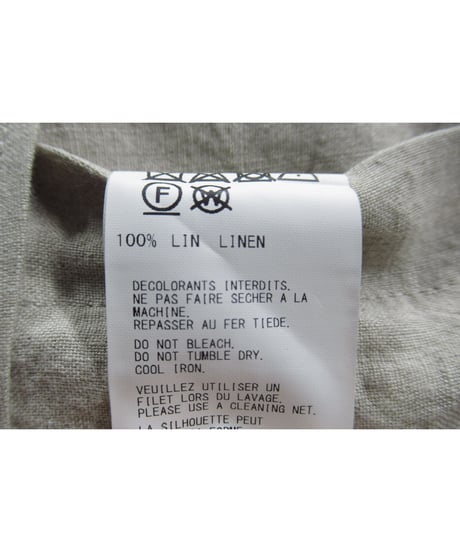 F W
100% LIN LINEN
DECOLORANTS INTERDITS.
NE PAS FAIRE SECHER A LA
MACHINE.
REPASSER AU FER TIEDE.
DO NOT BLEACH.
DO NOT TUMBLE DRY.
COOL IRON.
VEUILLEZ UTILISER UN
FILET LORS DU LAVAGE.
PLEASE USE A CLEANING NET.
LA SILHOUETTE PEUT